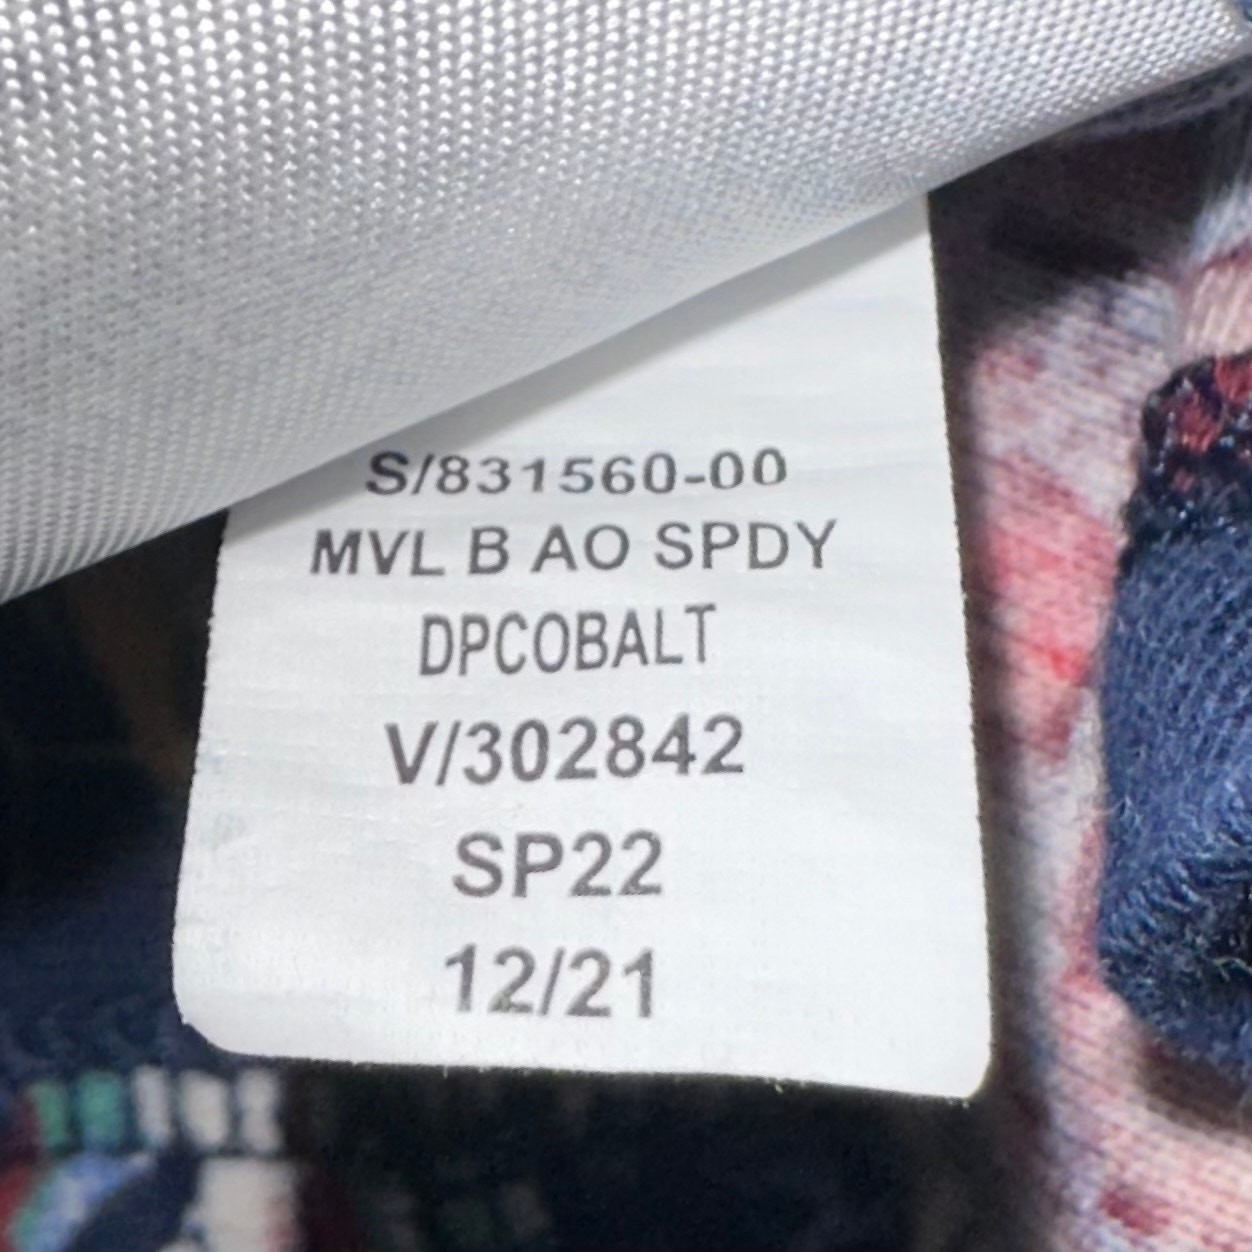 S/831560-00
MVL B AO SPDY
DPCOBALT
V/302842
SP22
12/21